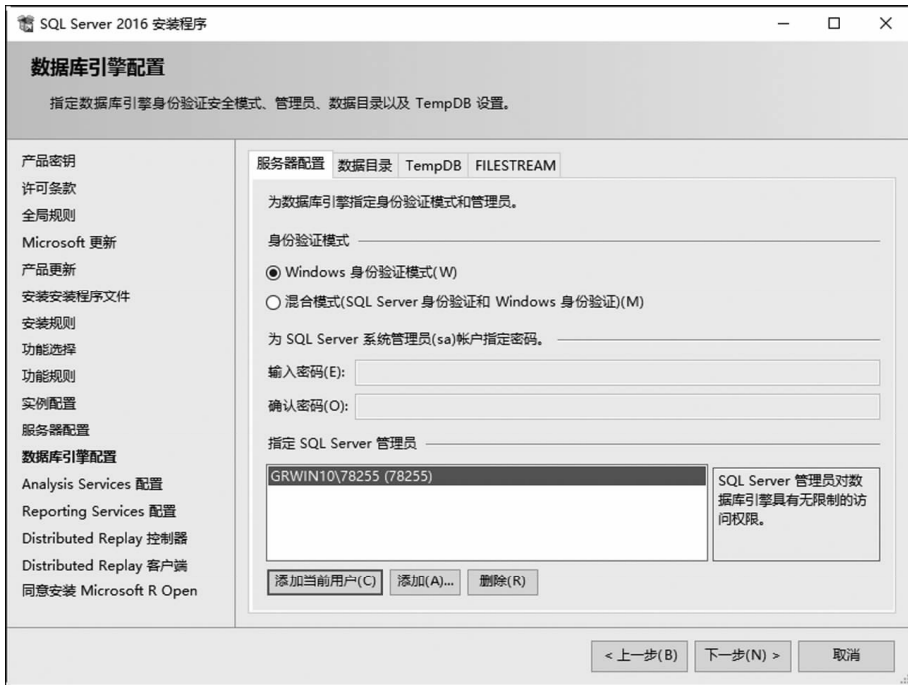 SQL Server 2016 安装程序
数据库引擎配置
指定数据库引擎身份验证安全模式、管理员、数据目录以及 TempDB 设置。
产品密钥
许可条款
全局规则
Microsoft 更新
产品更新
安装安装程序文件
安装规则
功能选择
功能规则
实例配置
服务器配置
数据库引擎配置
Analysis Services 配置
Reporting Services 配置
Distributed Replay 控制器
Distributed Replay 客户端
同意安装 Microsoft R Open
服务器配置 数据目录 TempDB FILESTREAM
为数据库引擎指定身份验证模式和管理员。
身份验证模式
Windows 身份验证模式(W)
混合模式(SQL Server 身份验证和 Windows 身份验证)(M)
为 SQL Server 系统管理员(sa)帐户指定密码。
输入密码(E):
确认密码(O):
指定 SQL Server 管理员
GRWIN10\78255 (78255)
SQL Server 管理员对数
据库引擎具有无限制的访
问权限。
添加当前用户(C) 添加(A)... 删除(R)
< 上一步(B) 下一步(N) > 取消